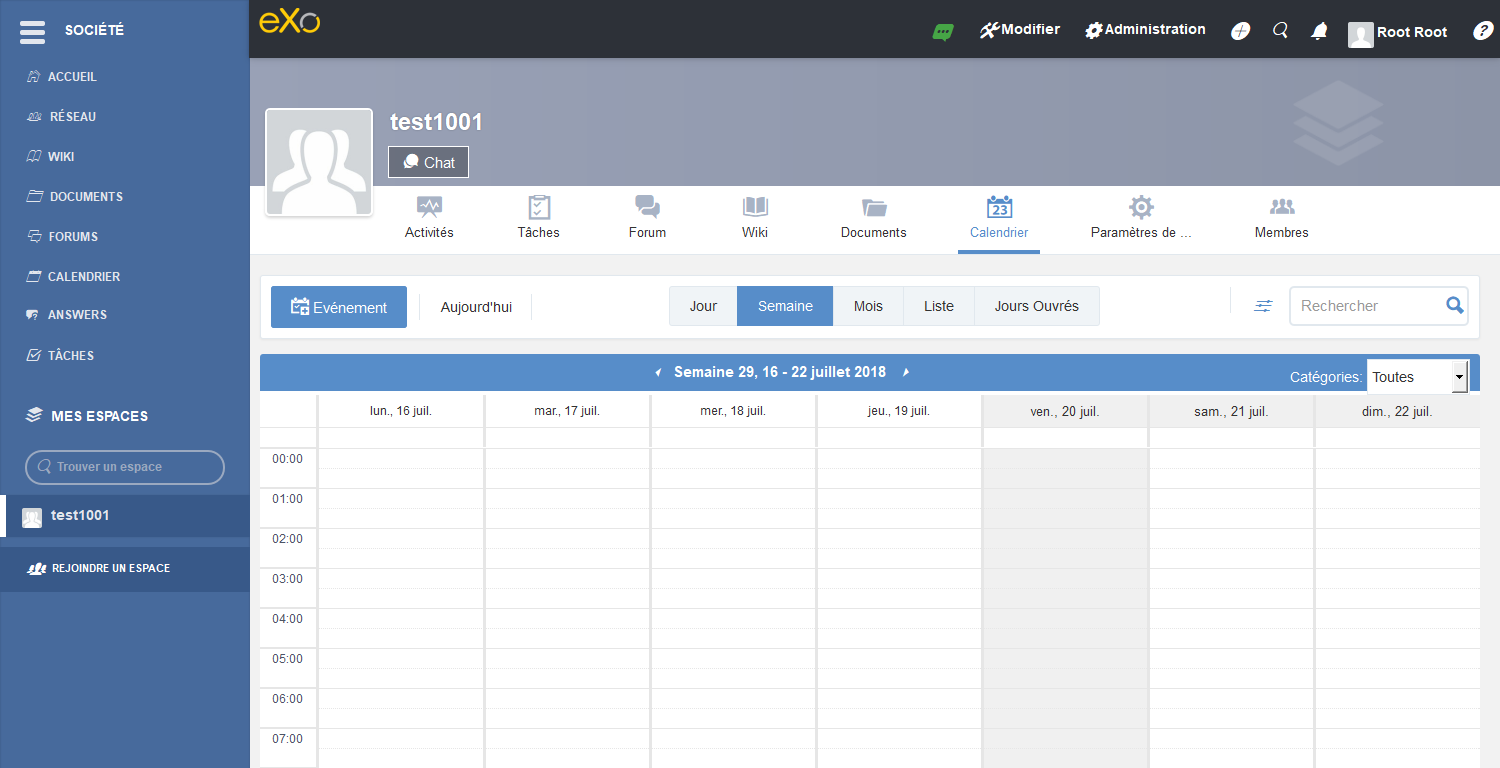 SOCIÉTÉ
ACCUEIL
RÉSEAU
WIKI
DOCUMENTS
FORUMS
CALENDRIER
ANSWERS
TÂCHES
MES ESPACES
Trouver un espace
test1001
REJOINDRE UN ESPACE
eXo
Modifier
Administration
Root Root
?
test1001
Chat
Activités
Tâches
Forum
Wiki
Documents
23
Calendrier
Paramètres de ...
Membres
Evénement
Aujourd'hui
Jour
Semaine
Mois
Liste
Jours Ouvrés
Rechercher
Semaine 29, 16 - 22 juillet 2018
Catégories: Toutes
lun., 16 juil.
mar., 17 juil.
mer., 18 juil.
jeu., 19 juil.
ven., 20 juil.
sam., 21 juil.
dim., 22 juil.
00:00
01:00
02:00
03:00
04:00
05:00
06:00
07:00